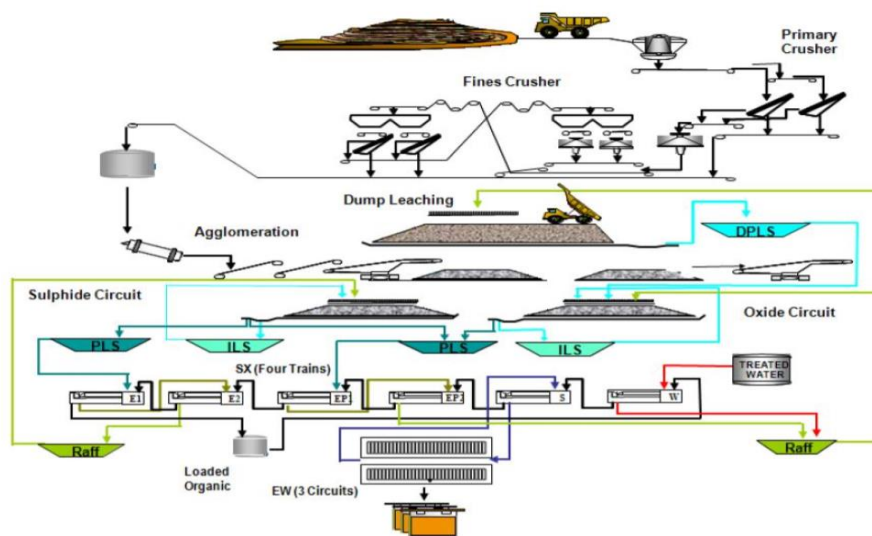 Primary
Crusher
Fines Crusher
Dump Leaching
DPLS
Agglomeration
Sulphide Circuit
Oxide Circuit
PLS
ILS
PLS
ILS
SX (Four Trains)
TREATED
WATER
E1
E2
EP1
EP2
S
W
Raff
Loaded
Organic
Raff
EW (3 Circuits)